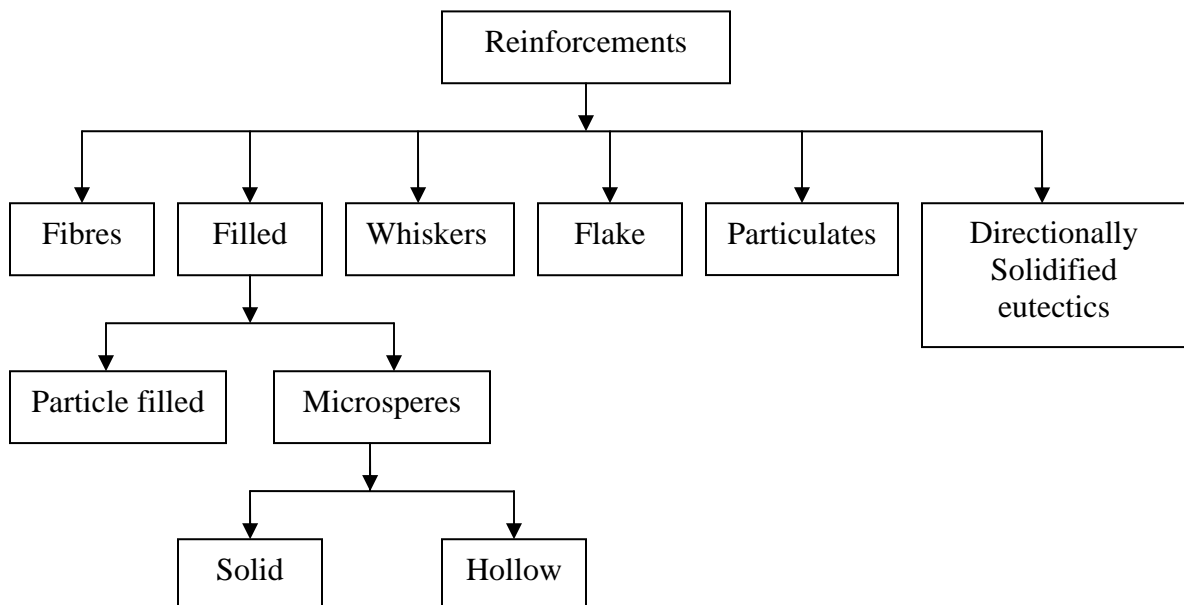 Reinforcements
Fibres
Filled
Whiskers
Flake
Particulates
Directionally
Solidified
eutectics
Particle filled
Microsperes
Solid
Hollow